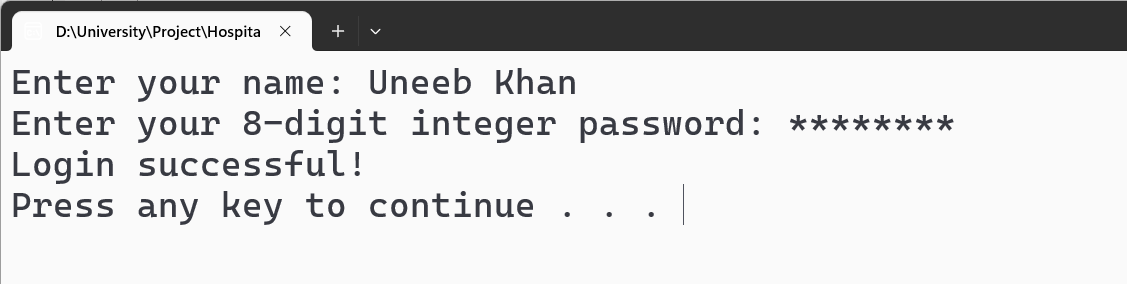 D:\University\Project\Hospita
Enter your name: Uneeb Khan
Enter your 8-digit integer password: ********
Login successful!
Press any key to continue . . .